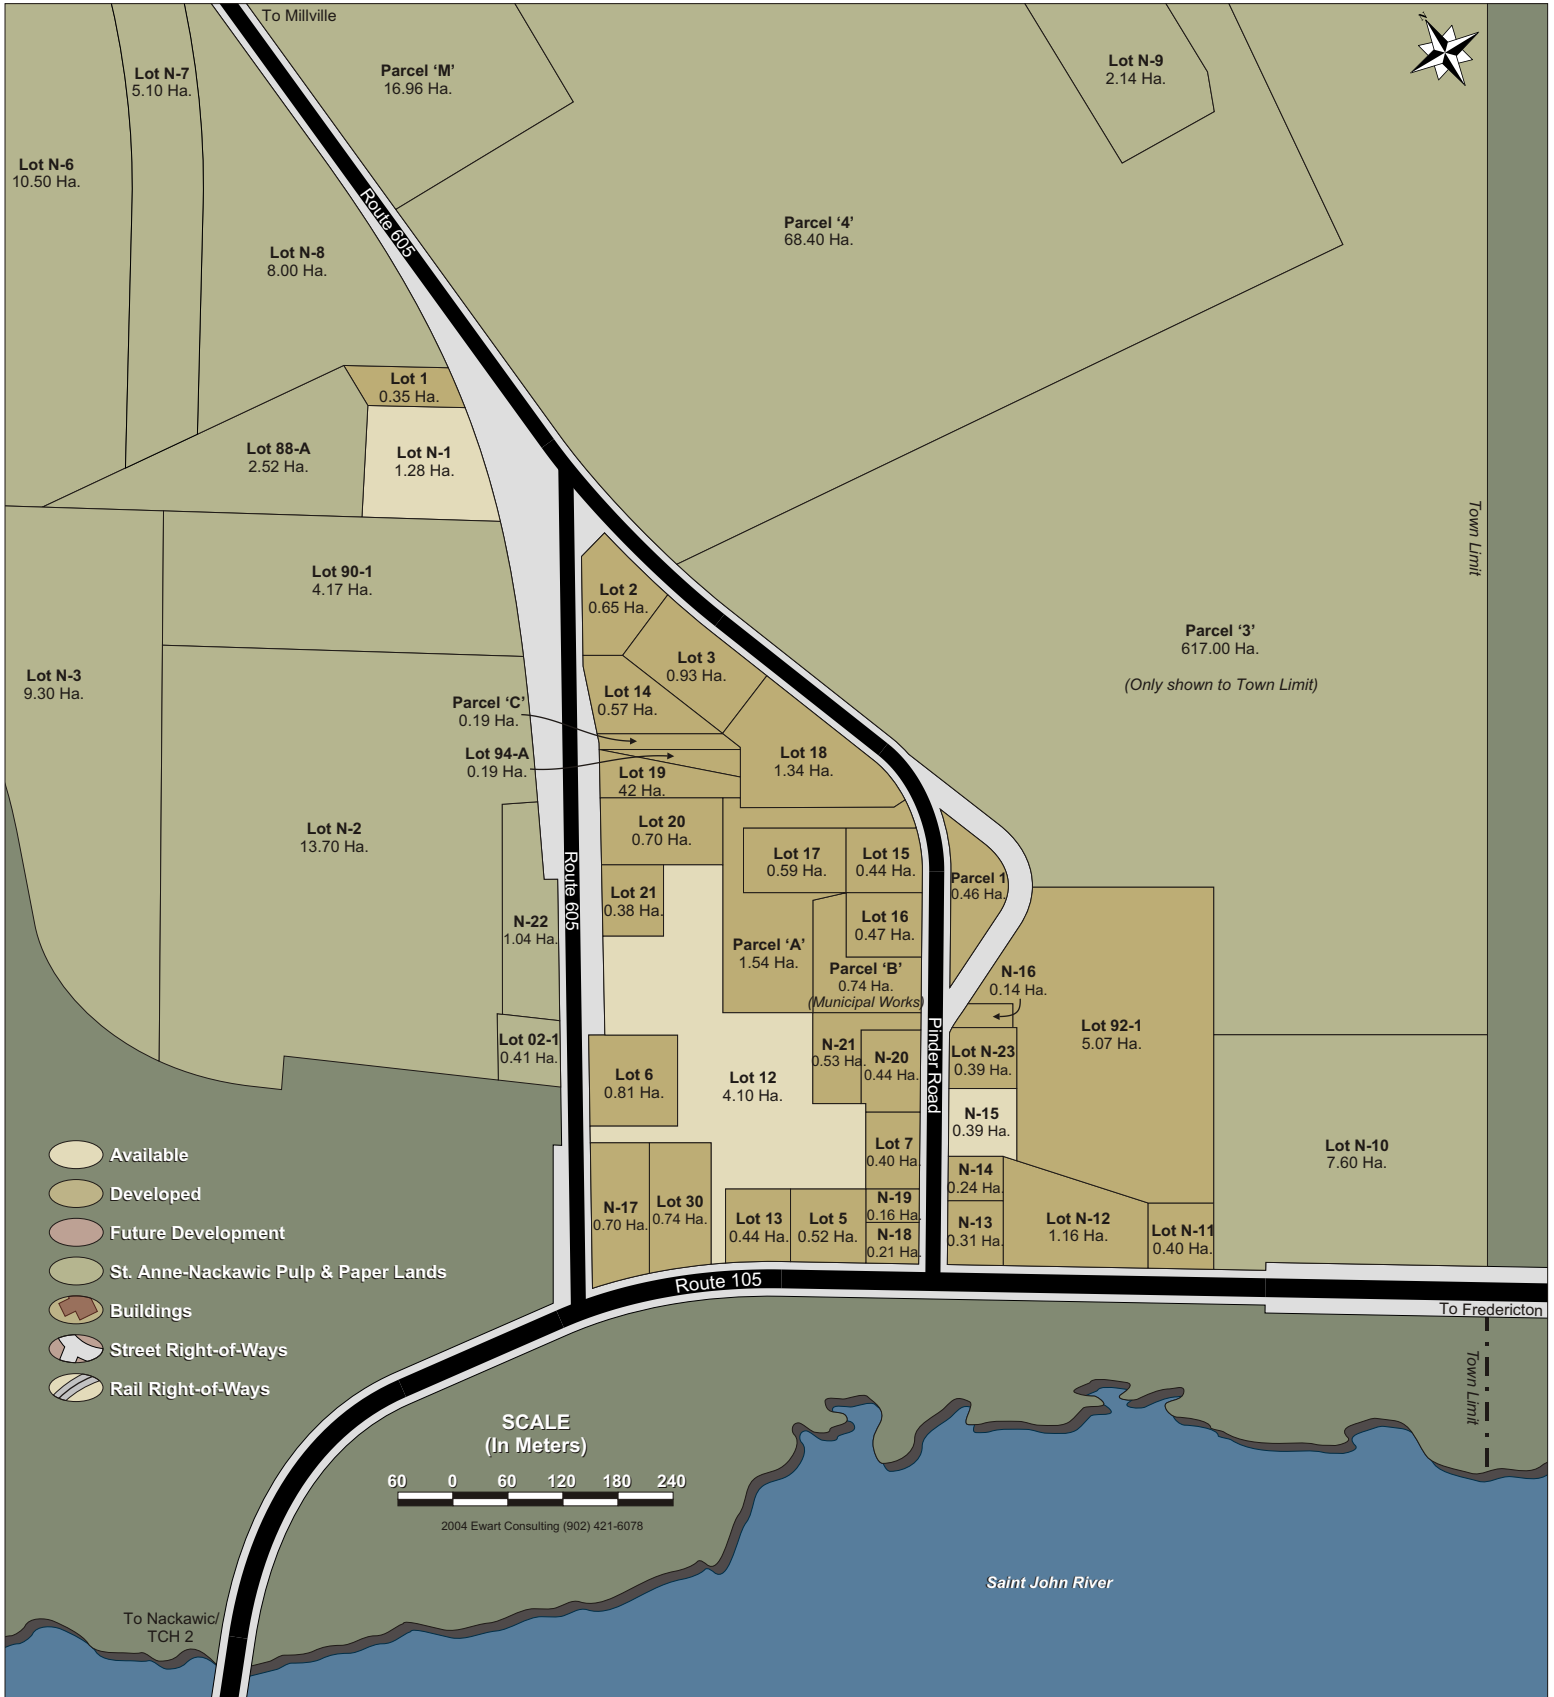 To Millville
N
Lot N-7
5.10 Ha.
Parcel ‘M’
16.96 Ha.
Lot N-9
2.14 Ha.
Lot N-6
10.50 Ha.
Route 605
Parcel ‘4’
68.40 Ha.
Lot N-8
8.00 Ha.
Lot 1
0.35 Ha.
Lot 88-A
2.52 Ha.
Lot N-1
1.28 Ha.
Town Limit
Lot 90-1
4.17 Ha.
Lot 2
0.65 Ha.
Parcel ‘3’
617.00 Ha.
(Only shown to Town Limit)
Lot N-3
9.30 Ha.
Lot 3
0.93 Ha.
Lot 14
0.57 Ha.
Parcel ‘C’
0.19 Ha.
Lot 94-A
0.19 Ha.
Lot 18
1.34 Ha.
Lot 19
42 Ha.
Lot N-2
13.70 Ha.
Lot 20
0.70 Ha.
Lot 17
0.59 Ha.
Lot 15
0.44 Ha.
Route 605
Parcel 1
0.46 Ha.
Lot 21
0.38 Ha.
N-22
1.04 Ha.
Lot 16
0.47 Ha.
Parcel ‘A’
1.54 Ha.
Parcel ‘B’
0.74 Ha.
(Municipal Works)
N-16
0.14 Ha.
Lot 92-1
5.07 Ha.
Lot 02-1
0.41 Ha.
Pinder Road
N-21
0.53 Ha.
N-20
0.44 Ha.
Lot N-23
0.39 Ha.
Lot 6
0.81 Ha.
Lot 12
4.10 Ha.
N-15
0.39 Ha.
Lot 7
0.40 Ha.
Lot N-10
7.60 Ha.
N-14
0.24 Ha.
N-17
0.70 Ha.
Lot 30
0.74 Ha.
N-19
0.16 Ha.
Lot 13
0.44 Ha.
Lot 5
0.52 Ha.
N-18
0.21 Ha.
N-13
0.31 Ha.
Lot N-12
1.16 Ha.
Lot N-11
0.40 Ha.
Available
Developed
Future Development
St. Anne-Nackawic Pulp & Paper Lands
Buildings
Street Right-of-Ways
Rail Right-of-Ways
Route 105
To Fredericton
Town Limit
SCALE
(In Meters)
60 0 60 120 180 240
2004 Ewart Consulting (902) 421-6078
Saint John River
To Nackawic/
TCH 2